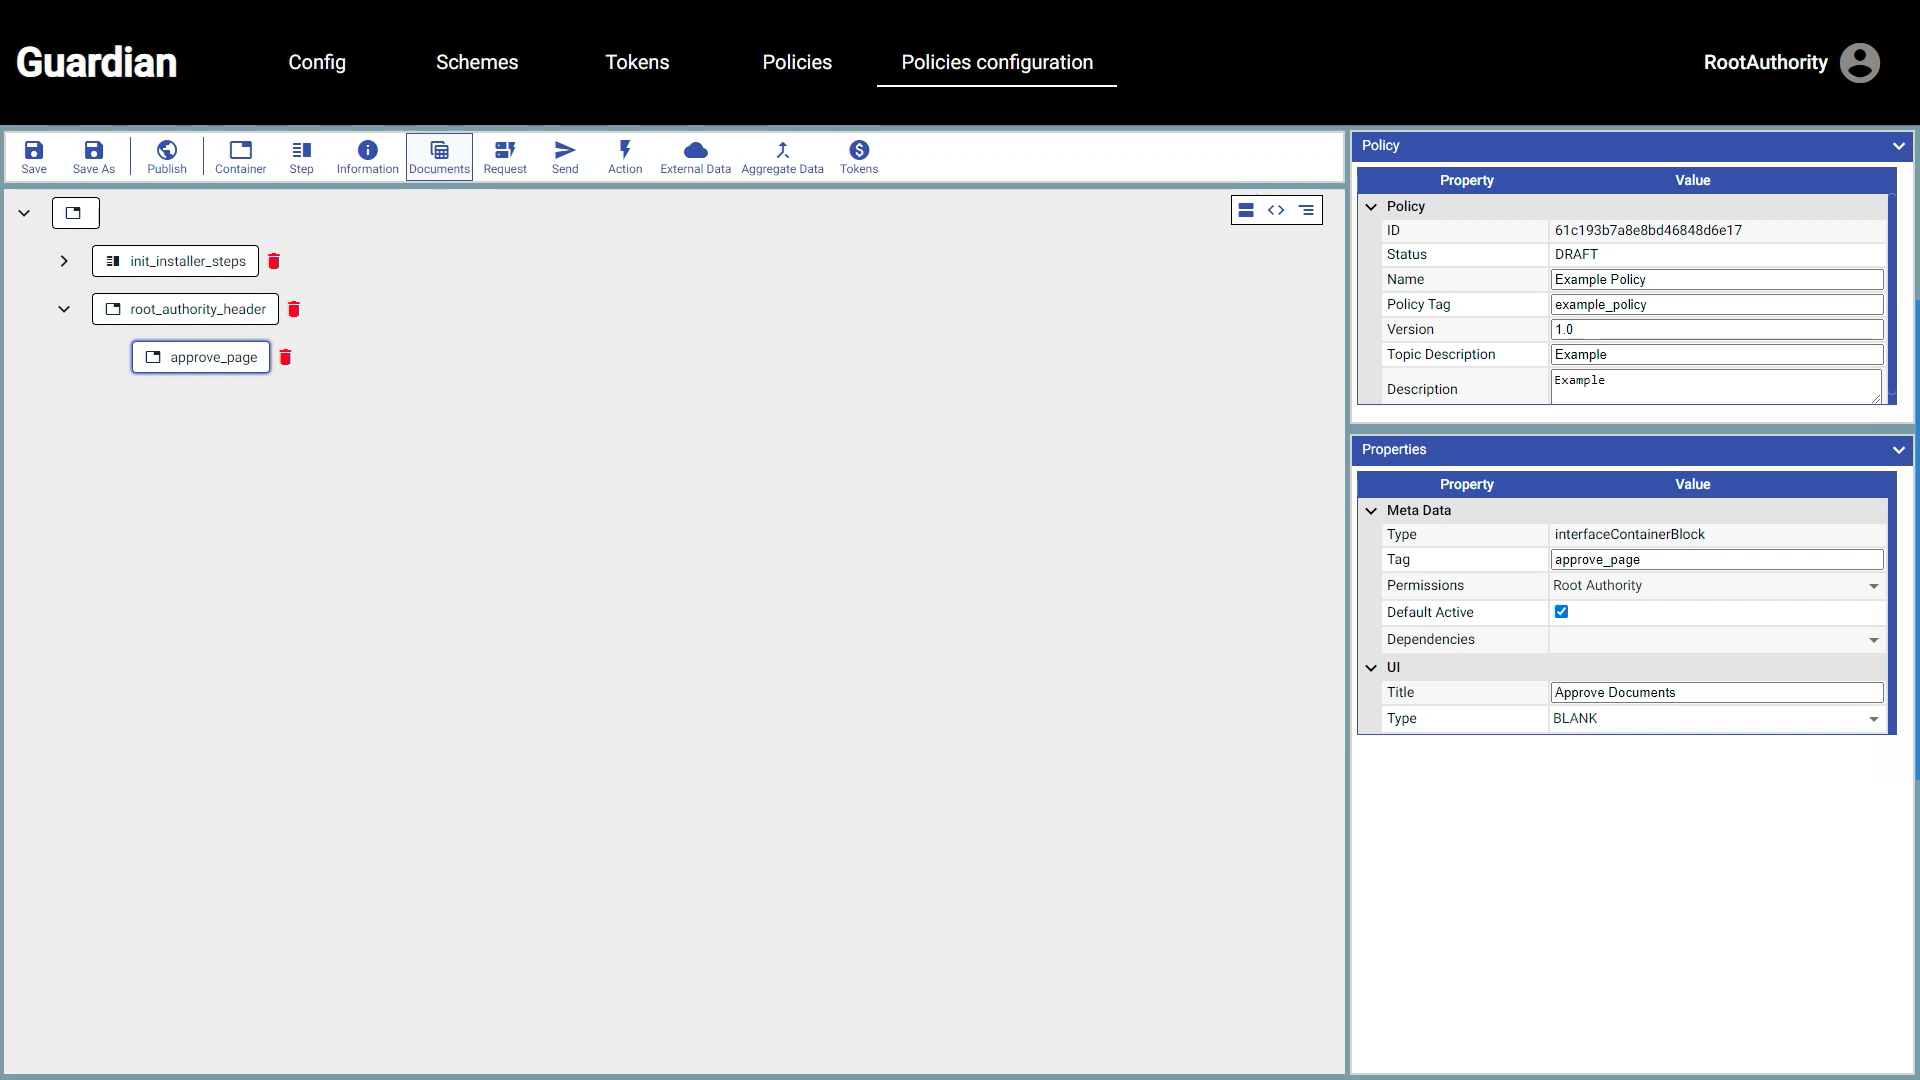 Guardian
Config
Schemes
Tokens
Policies
Policies configuration
RootAuthority
Save
Save As
Publish
Container
Step
Information
Documents
Request
Send
Action
External Data
Aggregate Data
Tokens
init_installer_steps
root_authority_header
approve_page
Policy
Property Value
Policy
ID 61c193b7a8e8bd46848d6e17
Status DRAFT
Name Example Policy
Policy Tag example_policy
Version 1.0
Topic Description Example
Description Example
Properties
Property Value
Meta Data
Type interfaceContainerBlock
Tag approve_page
Permissions Root Authority
Default Active
Dependencies
UI
Title Approve Documents
Type BLANK